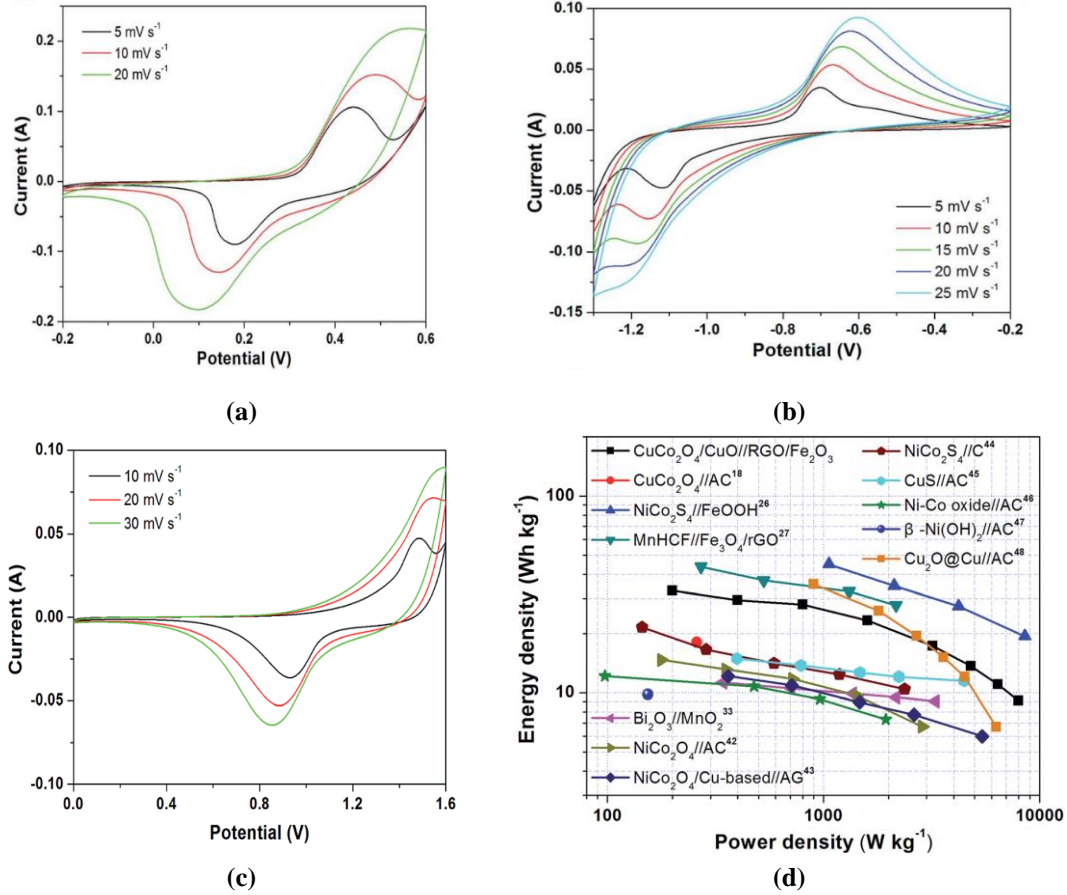 5 mV s⁻¹
10 mV s⁻¹
20 mV s⁻¹
0.2
0.1
0.0
-0.1
-0.2
Current (A)
-0.2 0.0 0.2 0.4 0.6
Potential (V)
(a)
0.10
0.05
0.00
-0.05
-0.10
-0.15
Current (A)
5 mV s⁻¹
10 mV s⁻¹
15 mV s⁻¹
20 mV s⁻¹
25 mV s⁻¹
-1.2 -1.0 -0.8 -0.6 -0.4 -0.2
Potential (V)
(b)
10 mV s⁻¹
20 mV s⁻¹
30 mV s⁻¹
0.10
0.05
0.00
-0.05
-0.10
Current (A)
0.0 0.4 0.8 1.2 1.6
Potential (V)
(c)
CuCo₂O₄/CuO//RGO/Fe₂O₃
CuCo₂O₄//AC¹⁸
NiCo₂S₄//FeOOH²⁶
MnHCF//Fe₃O₄/rGO²⁷
NiCo₂S₄//C⁴⁴
CuS//AC⁴⁵
Ni-Co oxide//AC⁴⁶
β -Ni(OH)₂//AC⁴⁷
Cu₂O@Cu//AC⁴⁸
Bi₂O₃//MnO₂³³
NiCo₂O₄//AC⁴²
NiCo₂O₄/Cu-based//AG⁴³
100
10
Energy density (Wh kg⁻¹)
100 1000 10000
Power density (W kg⁻¹)
(d)